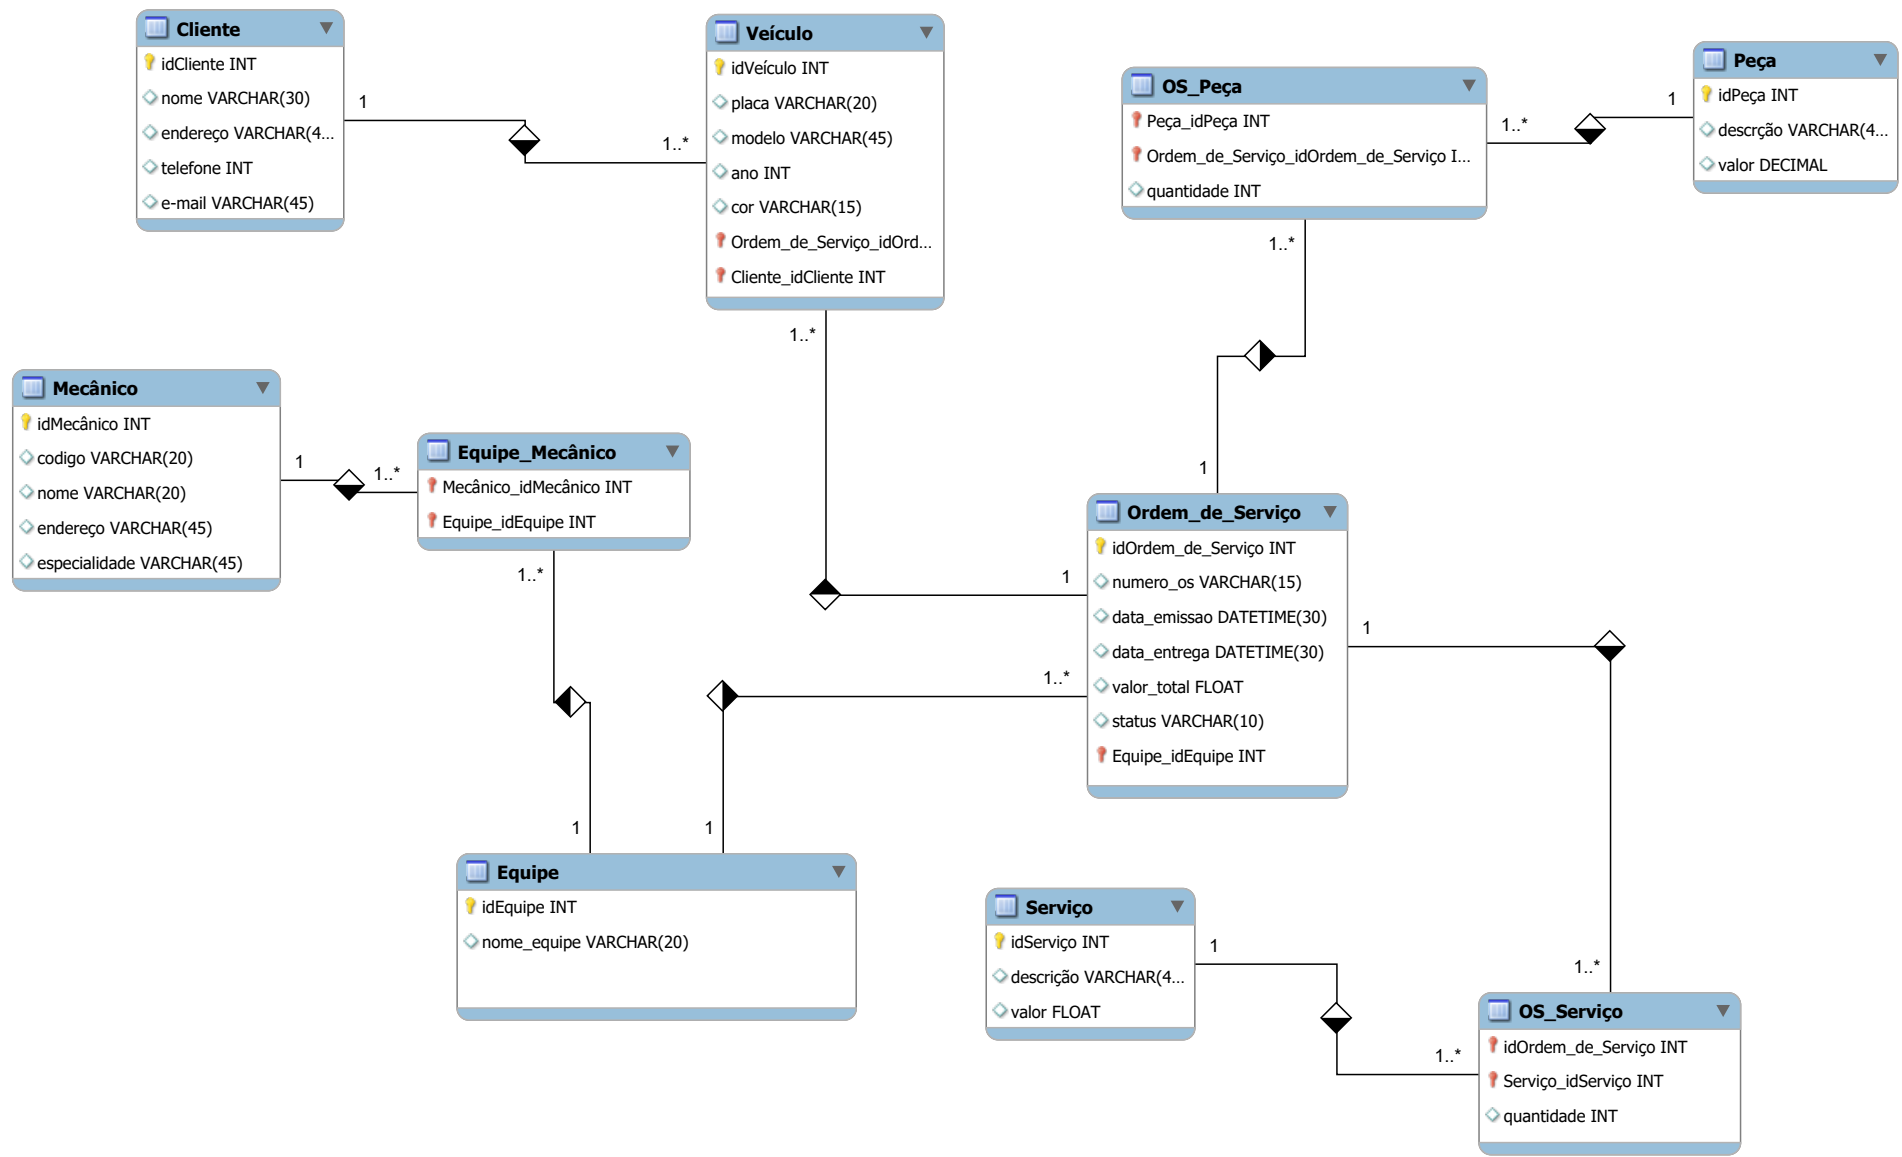 Cliente
idCliente INT
nome VARCHAR(30)
endereço VARCHAR(4...
telefone INT
e-mail VARCHAR(45)
1
1..*
Veículo
idVeículo INT
placa VARCHAR(20)
modelo VARCHAR(45)
ano INT
cor VARCHAR(15)
Ordem_de_Serviço_idOrd...
Cliente_idCliente INT
1..*
OS_Peça
Peça_idPeça INT
Ordem_de_Serviço_idOrdem_de_Serviço I...
quantidade INT
1..*
1..*
1
Peça
idPeça INT
descrção VARCHAR(4...
valor DECIMAL
Mecânico
idMecânico INT
codigo VARCHAR(20)
nome VARCHAR(20)
endereço VARCHAR(45)
especialidade VARCHAR(45)
1
1..*
Equipe_Mecânico
Mecânico_idMecânico INT
Equipe_idEquipe INT
1..*
1
1
Ordem_de_Serviço
idOrdem_de_Serviço INT
numero_os VARCHAR(15)
data_emissao DATETIME(30)
data_entrega DATETIME(30)
valor_total FLOAT
status VARCHAR(10)
Equipe_idEquipe INT
1
1..*
1
1
Equipe
idEquipe INT
nome_equipe VARCHAR(20)
Serviço
idServiço INT
descrição VARCHAR(4...
valor FLOAT
1
1..*
1..*
OS_Serviço
idOrdem_de_Serviço INT
Serviço_idServiço INT
quantidade INT